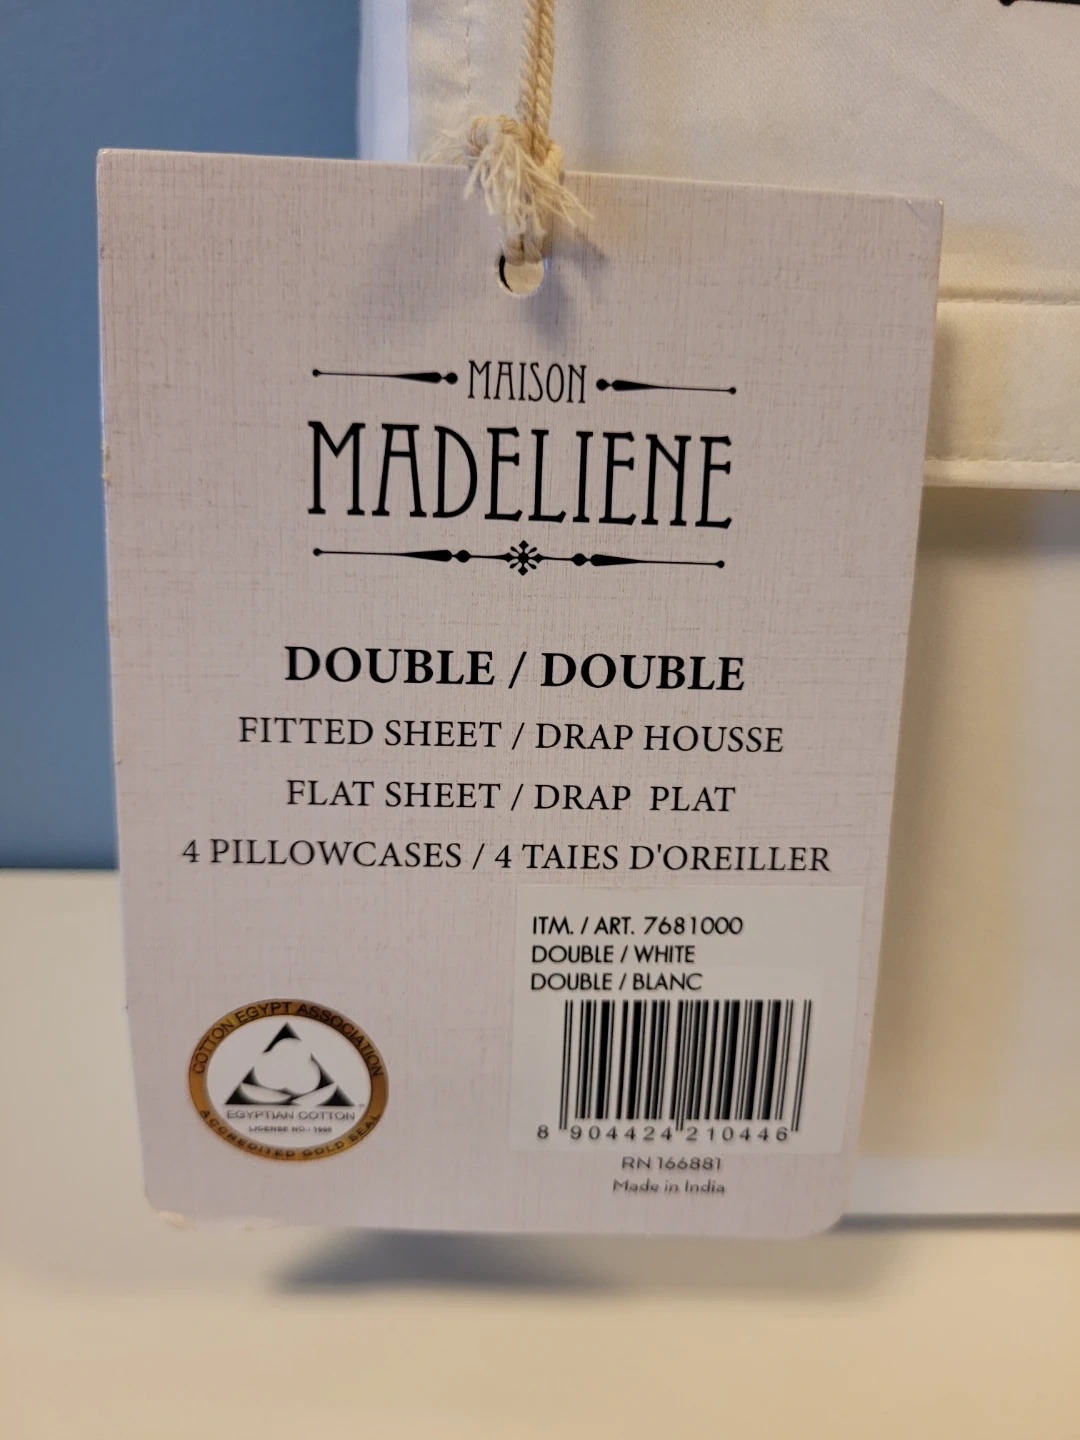 MAISON
MADELIENE
DOUBLE / DOUBLE
FITTED SHEET / DRAP HOUSSE
FLAT SHEET / DRAP PLAT
4 PILLOWCASES / 4 TAIES D'OREILLER
ITM. / ART. 7681000
DOUBLE / WHITE
DOUBLE / BLANC
8 904424 210446
RN 166881
Made in India
COTTON EGYPT ASSOCIATION
EGYPTIAN COTTON
LICENSE NO.:
ACCREDITED GOLD SEAL